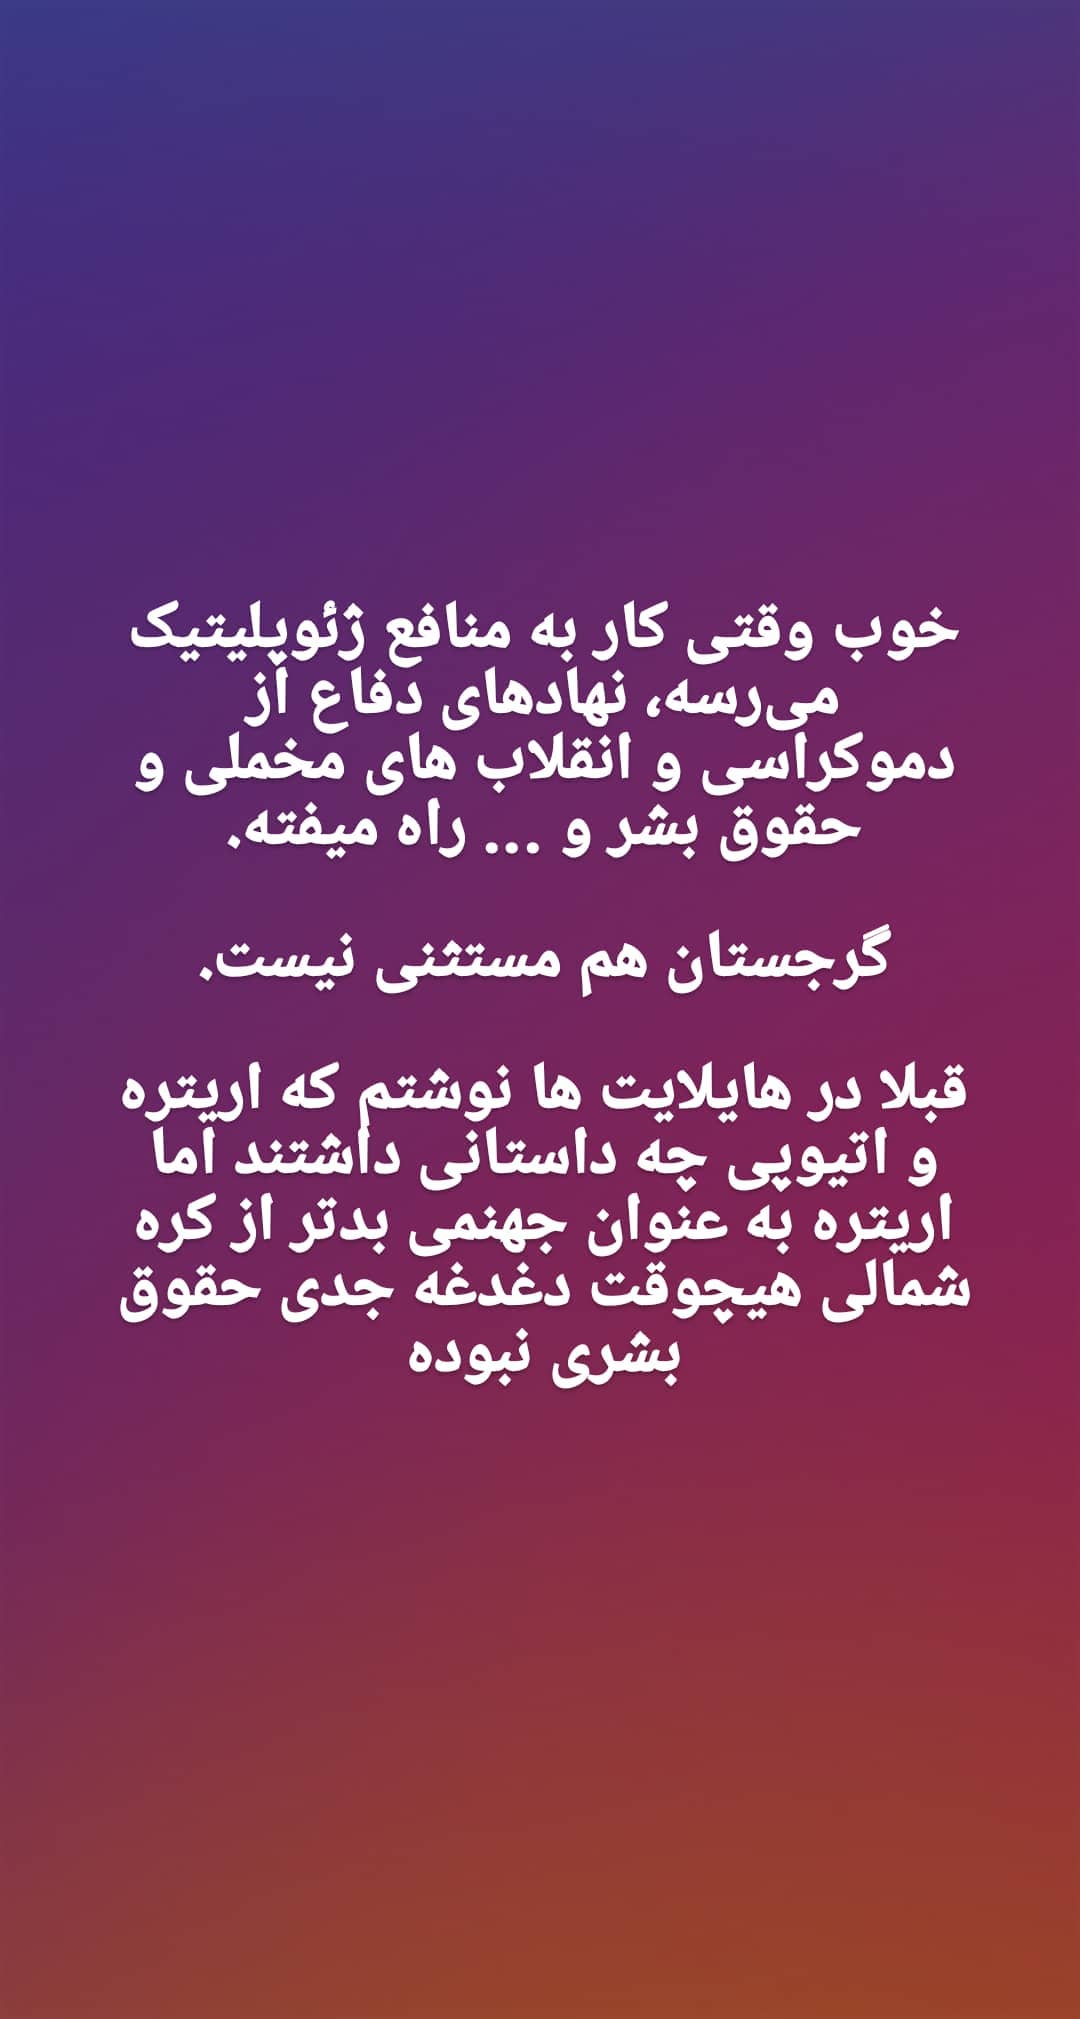 خوب وقتی کار به منافع ژئوپلیتیک
می‌رسه، نهادهای دفاع از
دموکراسی و انقلاب های مخملی و
حقوق بشر و ... راه میفته.
گرجستان هم مستثنی نیست.
قبلا در هایلایت ها نوشتم که اریتره
و اتیوپی چه داستانی داشتند اما
اریتره به عنوان جهنمی بدتر از کره
شمالی هیچوقت دغدغه جدی حقوق
بشری نبوده